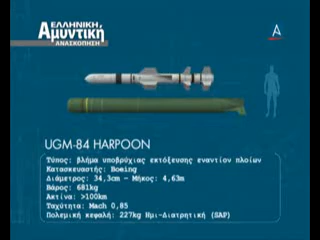 ΕΛΛΗΝΙΚΗ
Αμυντική
ΑΝΑΣΚΟΠΗΣΗ
UGM-84 HARPOON
Τύπος: βλήμα υποβρύχιας εκτόξευσης εναντίον πλοίων
Κατασκευαστής: Boeing
Διάμετρος: 34,3cm – Μήκος: 4,63m
Βάρος: 681kg
Ακτίνα: >100km
Ταχύτητα: Mach 0,85
Πολεμική κεφαλή: 227kg Ημι-Διατρητική (SAP)